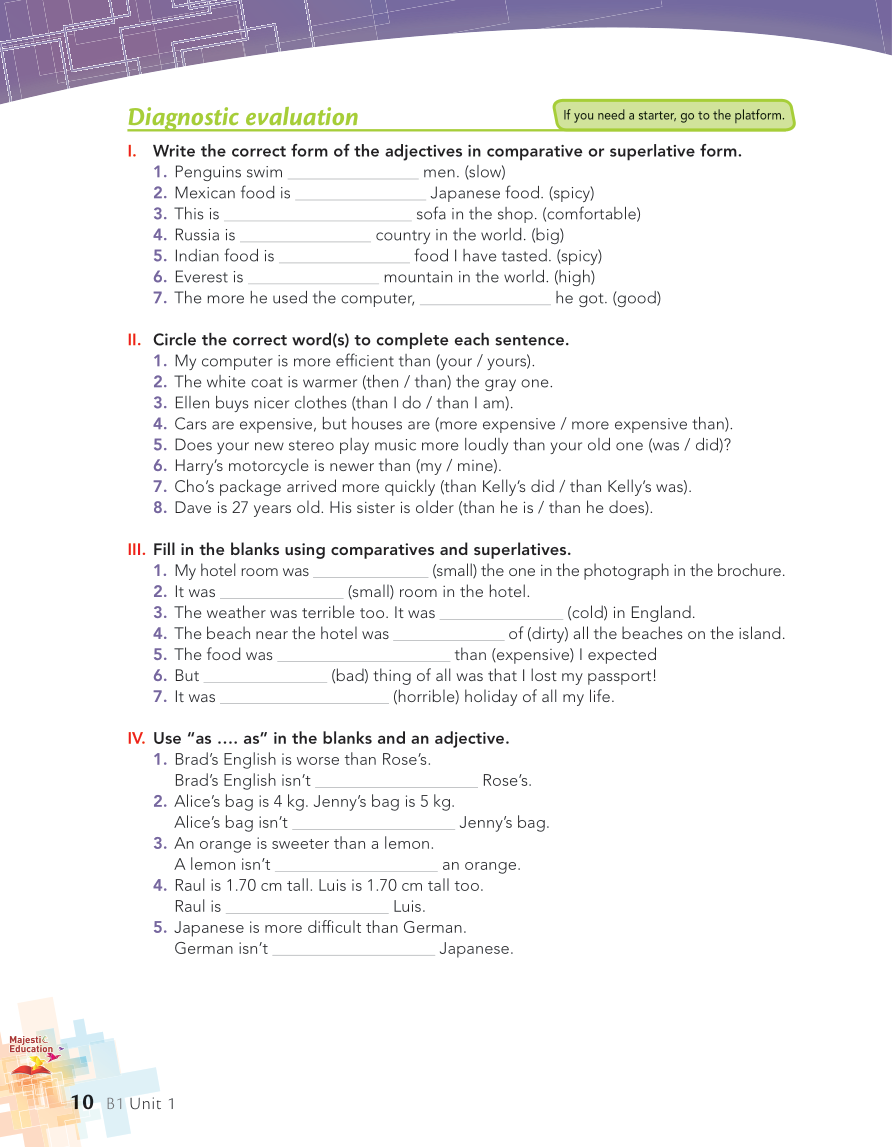 Diagnostic evaluation
If you need a starter, go to the platform.
I. Write the correct form of the adjectives in comparative or superlative form.
1. Penguins swim _______________ men. (slow)
2. Mexican food is _______________ Japanese food. (spicy)
3. This is _____________________ sofa in the shop. (comfortable)
4. Russia is _______________ country in the world. (big)
5. Indian food is _______________ food I have tasted. (spicy)
6. Everest is _______________ mountain in the world. (high)
7. The more he used the computer, _______________ he got. (good)
II. Circle the correct word(s) to complete each sentence.
1. My computer is more efficient than (your / yours).
2. The white coat is warmer (then / than) the gray one.
3. Ellen buys nicer clothes (than I do / than I am).
4. Cars are expensive, but houses are (more expensive / more expensive than).
5. Does your new stereo play music more loudly than your old one (was / did)?
6. Harry's motorcycle is newer than (my / mine).
7. Cho's package arrived more quickly (than Kelly's did / than Kelly's was).
8. Dave is 27 years old. His sister is older (than he is / than he does).
III. Fill in the blanks using comparatives and superlatives.
1. My hotel room was _____________ (small) the one in the photograph in the brochure.
2. It was ______________ (small) room in the hotel.
3. The weather was terrible too. It was ______________ (cold) in England.
4. The beach near the hotel was _____________ of (dirty) all the beaches on the island.
5. The food was ____________________ than (expensive) I expected
6. But ______________ (bad) thing of all was that I lost my passport!
7. It was ___________________ (horrible) holiday of all my life.
IV. Use “as .... as” in the blanks and an adjective.
1. Brad's English is worse than Rose's.
Brad's English isn't ___________________ Rose's.
2. Alice's bag is 4 kg. Jenny's bag is 5 kg.
Alice's bag isn't ___________________ Jenny's bag.
3. An orange is sweeter than a lemon.
A lemon isn't ___________________ an orange.
4. Raul is 1.70 cm tall. Luis is 1.70 cm tall too.
Raul is ___________________ Luis.
5. Japanese is more difficult than German.
German isn't ___________________ Japanese.
Majestic
Education
10 B1 Unit 1